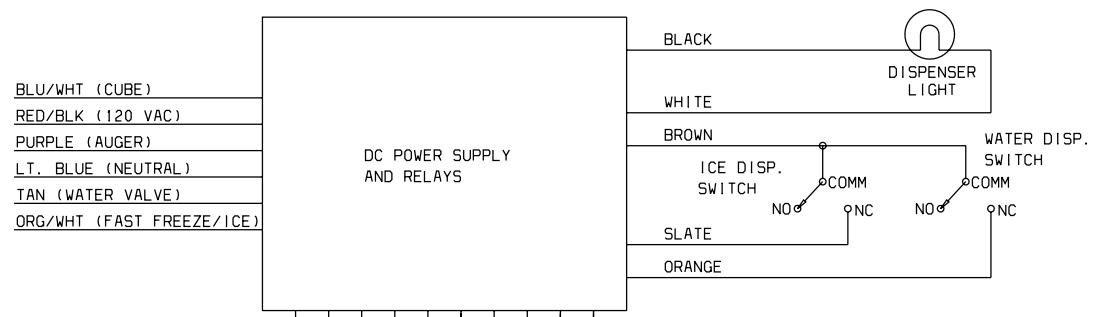 BLU/WHT (CUBE)
RED/BLK (120 VAC)
PURPLE (AUGER)
LT. BLUE (NEUTRAL)
TAN (WATER VALVE)
ORG/WHT (FAST FREEZE/ICE)
DC POWER SUPPLY
AND RELAYS
BLACK
DISPENSER
LIGHT
WHITE
BROWN
WATER DISP.
SWITCH
ICE DISP.
SWITCH
COMM
NO
NC
COMM
NO
NC
SLATE
ORANGE